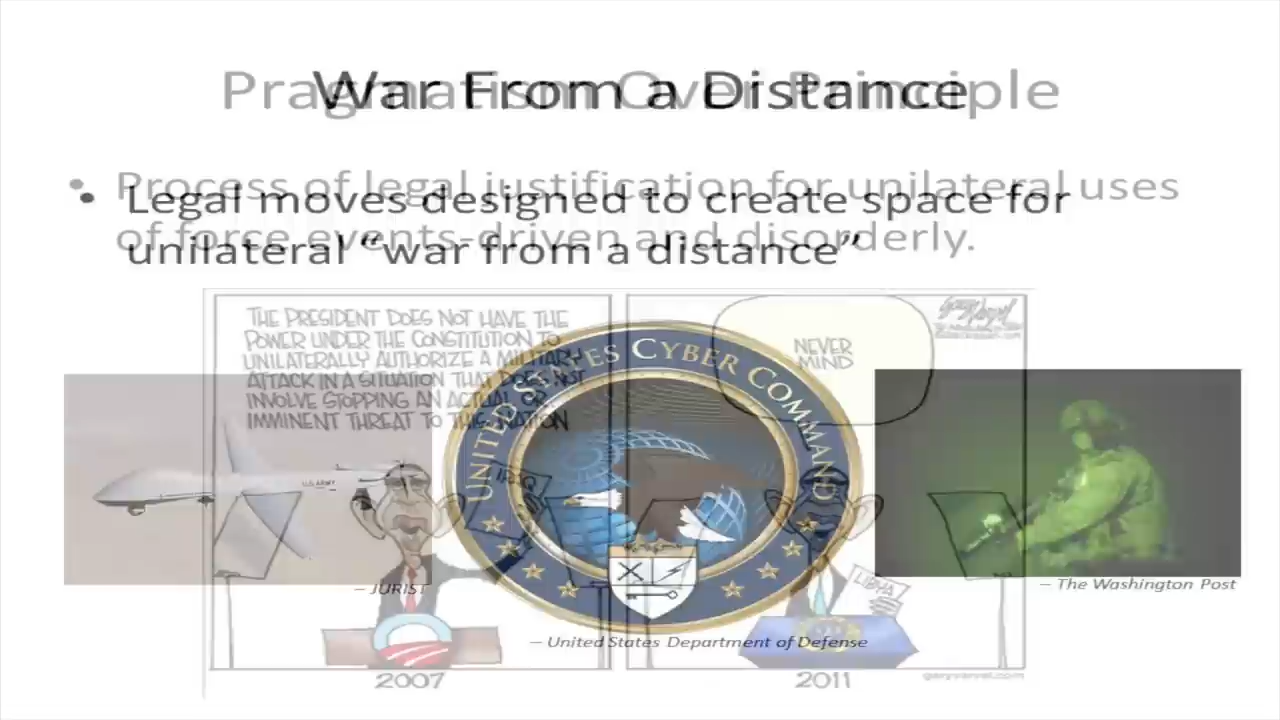 Pragmatism Over Principle
War From a Distance
• Process of legal justification for unilateral uses
of force events-driven and disorderly.
• Legal moves designed to create space for
unilateral “war from a distance”
THE PRESIDENT DOES NOT HAVE THE
POWER UNDER THE CONSTITUTION TO
UNILATERALLY AUTHORIZE A MILITARY
ATTACK IN A SITUATION THAT DOES NOT
INVOLVE STOPPING AN ACTUAL OR
IMMINENT THREAT TO THE NATION
NEVER
MIND
UNITED STATES CYBER COMMAND
U.S. ARMY
IRAQ
LIBYA
– JURIST
– The Washington Post
– United States Department of Defense
2007
2011
garyvarvel.com